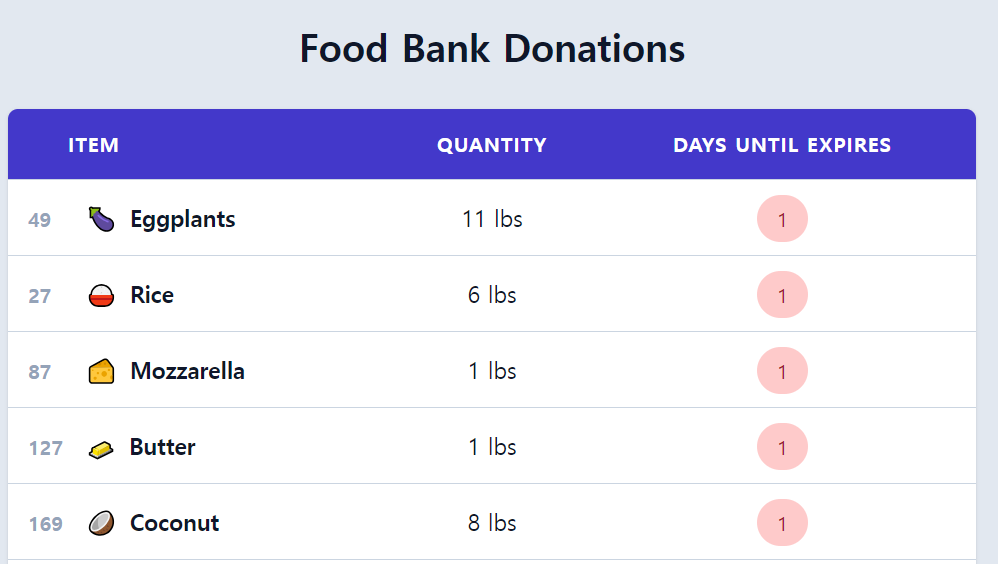 Food Bank Donations
ITEM QUANTITY DAYS UNTIL EXPIRES
49 Eggplants 11 lbs 1
27 Rice 6 lbs 1
87 Mozzarella 1 lbs 1
127 Butter 1 lbs 1
169 Coconut 8 lbs 1